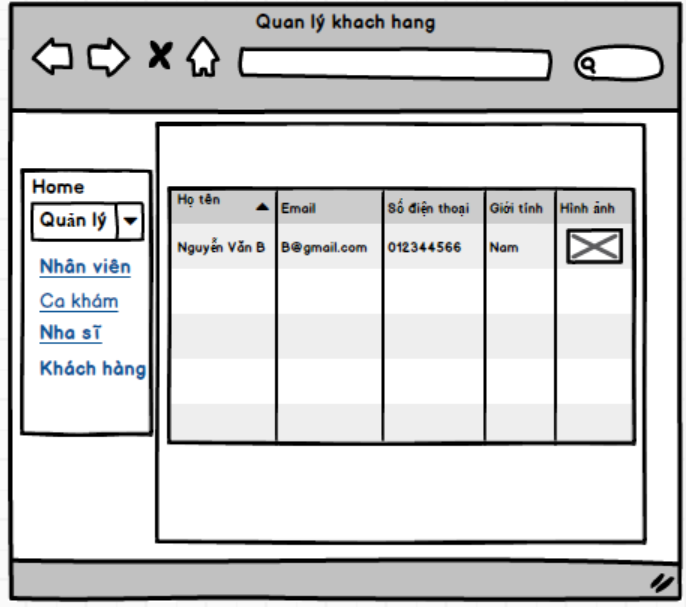 Quan lý khach hang
Home
Quản lý
Nhân viên
Ca khám
Nha sĩ
Khách hàng
Họ tên Email Số điện thoại Giới tính Hình ảnh
Nguyễn Văn B B@gmail.com 012344566 Nam